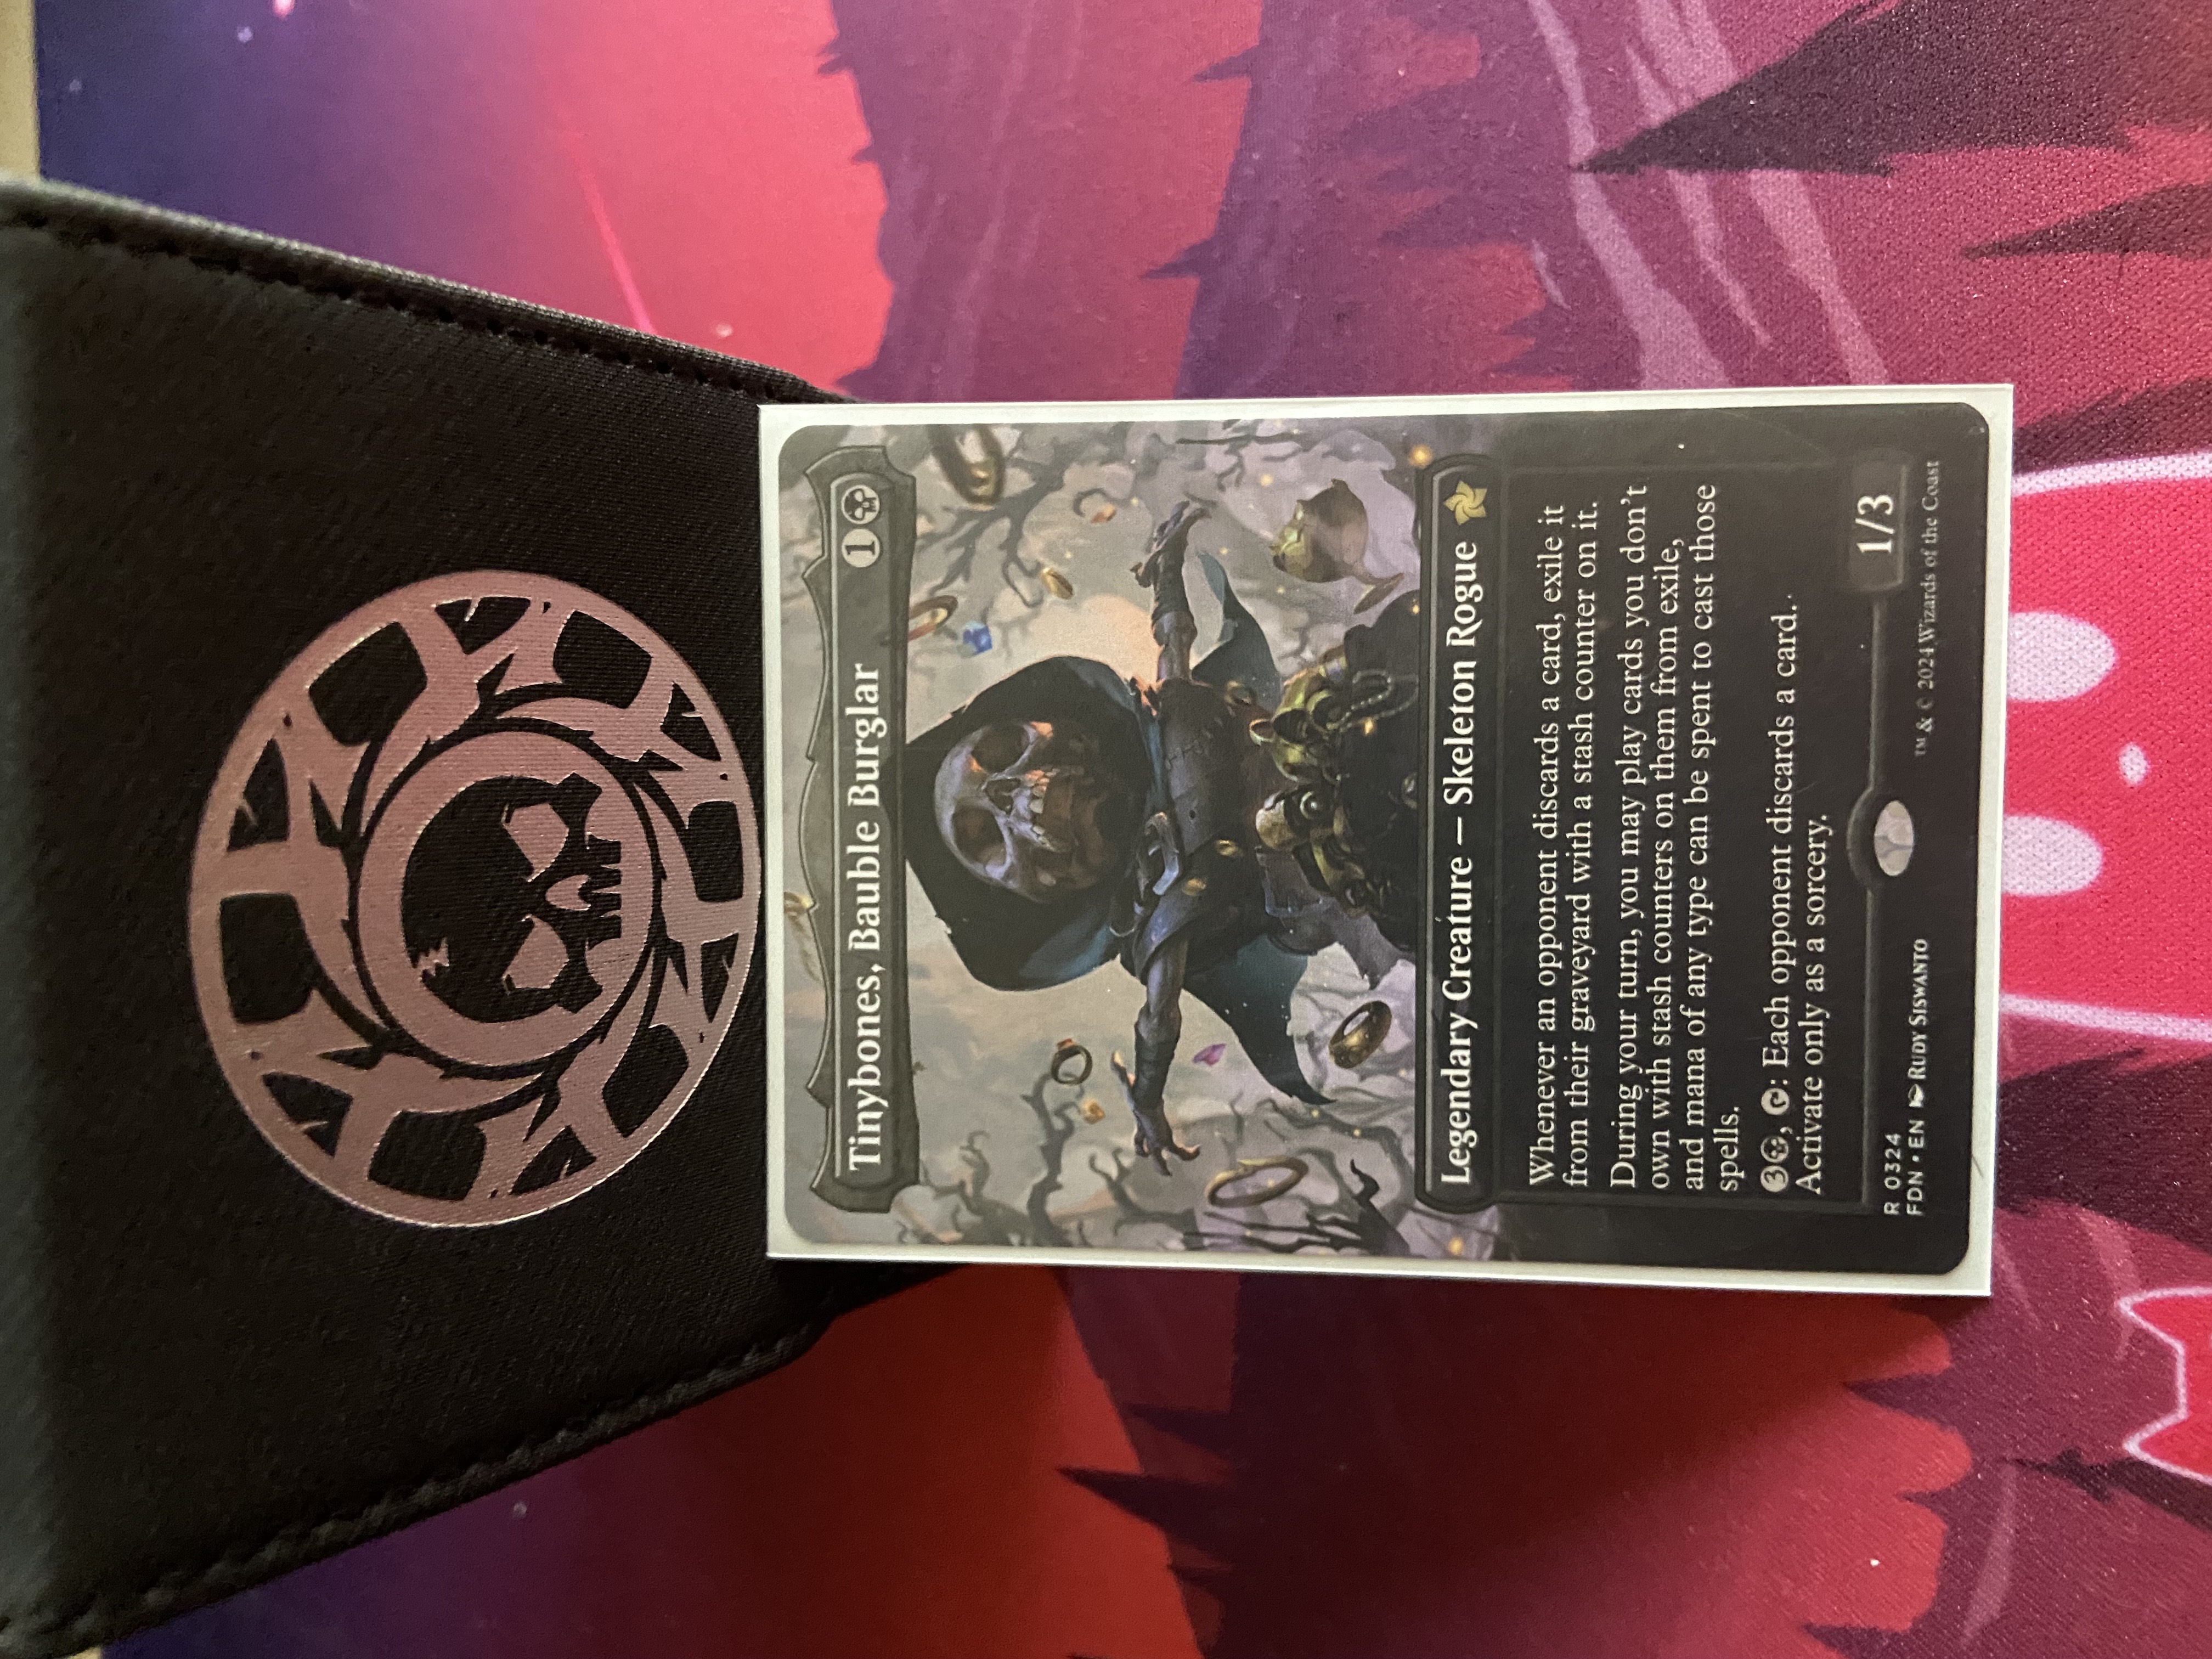 Tinybones, Bauble Burglar 1
Legendary Creature — Skeleton Rogue
Whenever an opponent discards a card, exile it
from their graveyard with a stash counter on it.
During your turn, you may play cards you don't
own with stash counters on them from exile,
and mana of any type can be spent to cast those
spells.
3, : Each opponent discards a card.
Activate only as a sorcery.
1/3
R 0324
FDN • EN RUDY SISWANTO
™ & © 2024 Wizards of the Coast